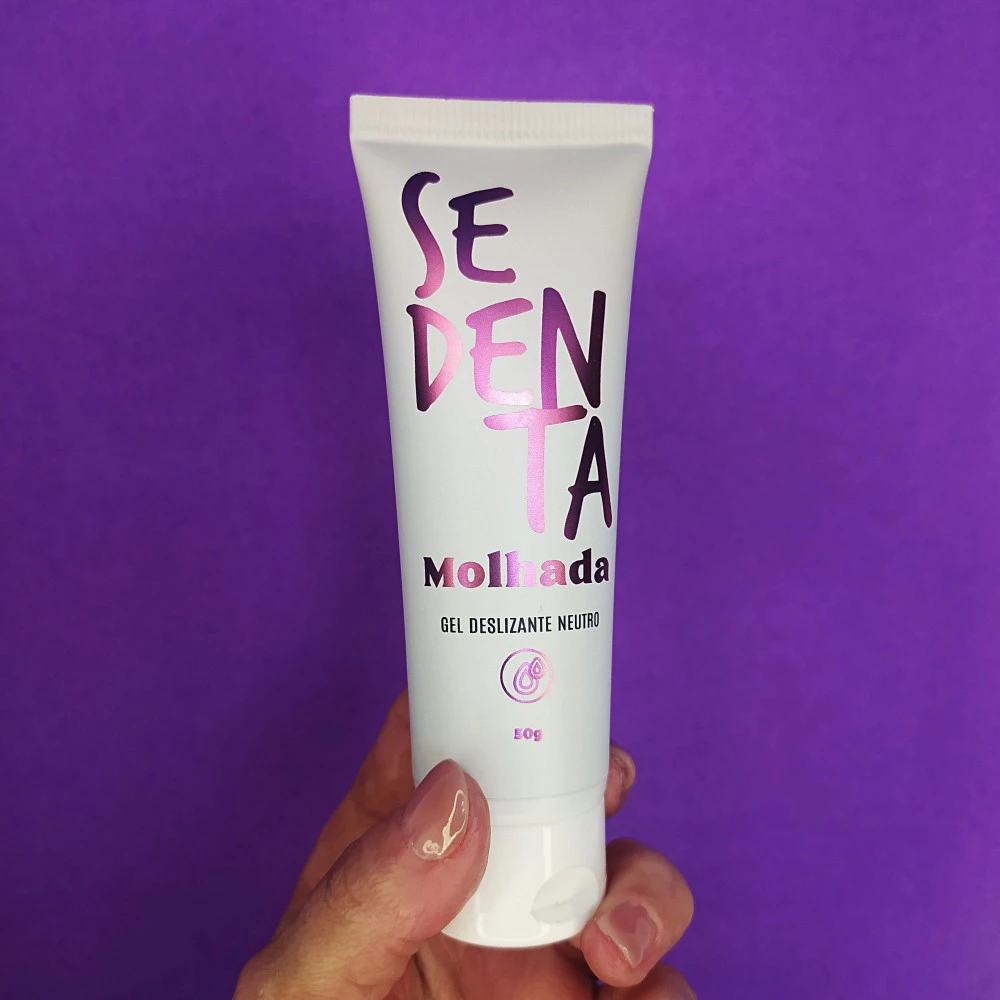 SE
DEN
TA
Molhada
GEL DESLIZANTE NEUTRO
50g